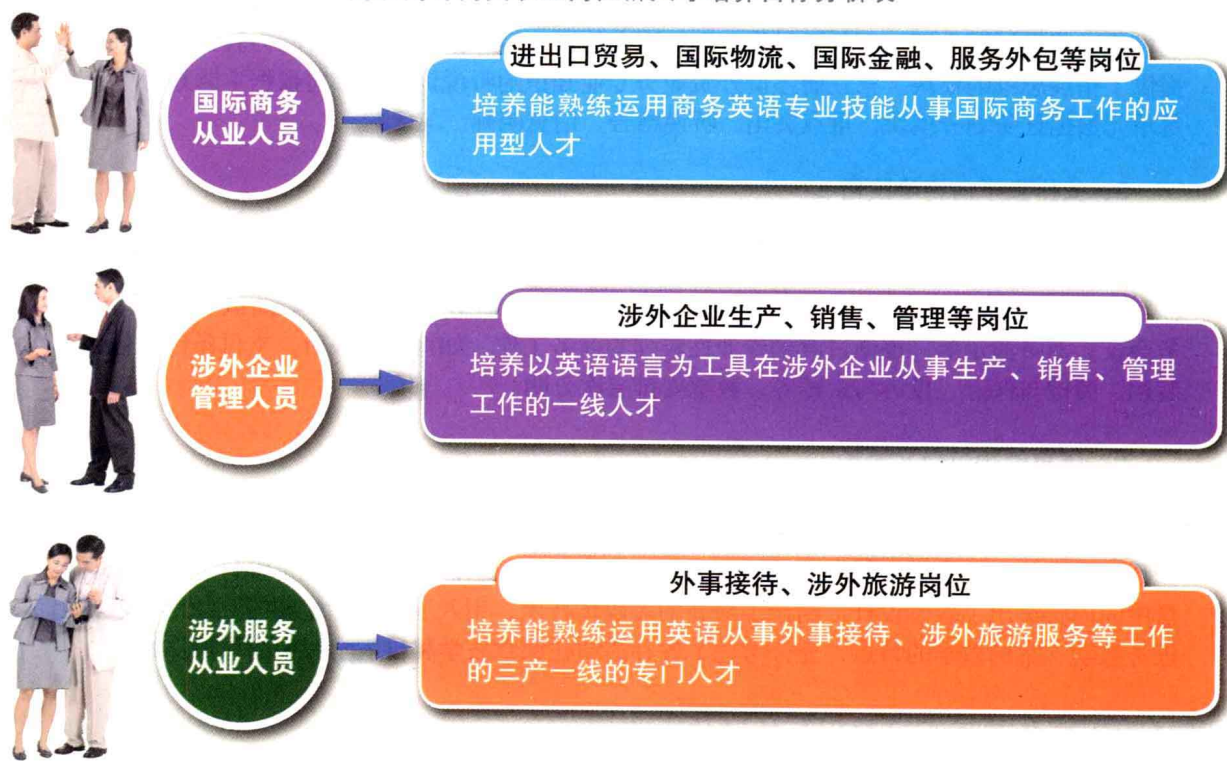 国际商务
从业人员
进出口贸易、国际物流、国际金融、服务外包等岗位
培养能熟练运用商务英语专业技能从事国际商务工作的应
用型人才
涉外企业
管理人员
涉外企业生产、销售、管理等岗位
培养以英语语言为工具在涉外企业从事生产、销售、管理
工作的一线人才
涉外服务
从业人员
外事接待、涉外旅游岗位
培养能熟练运用英语从事外事接待、涉外旅游服务等工作
的三产一线的专门人才